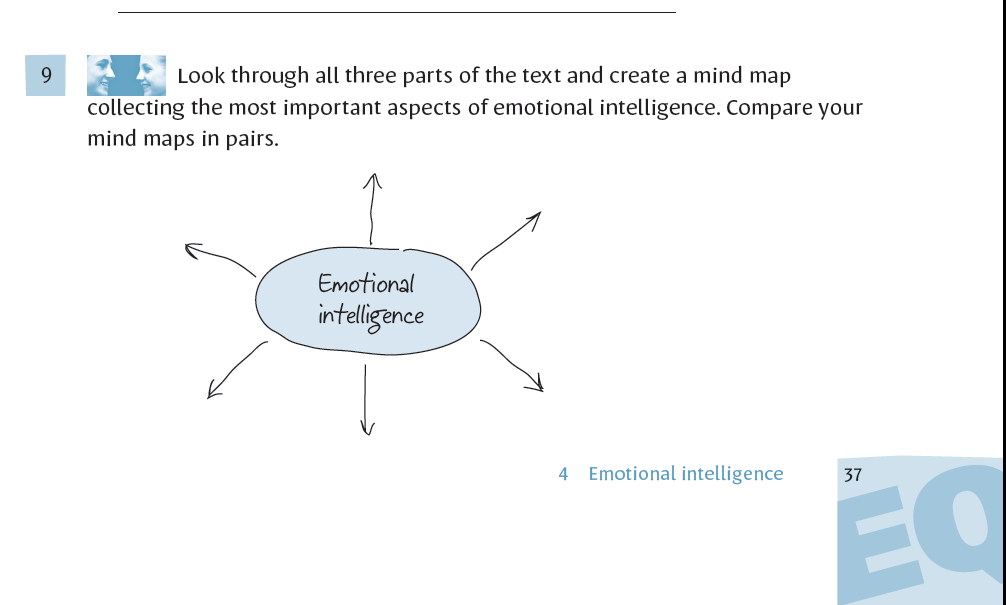 9
Look through all three parts of the text and create a mind map
collecting the most important aspects of emotional intelligence. Compare your
mind maps in pairs.
Emotional
intelligence
4 Emotional intelligence
37
EQ